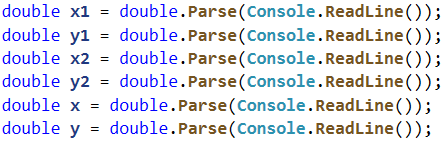 double x1 = double.Parse(Console.ReadLine());
double y1 = double.Parse(Console.ReadLine());
double x2 = double.Parse(Console.ReadLine());
double y2 = double.Parse(Console.ReadLine());
double x = double.Parse(Console.ReadLine());
double y = double.Parse(Console.ReadLine());